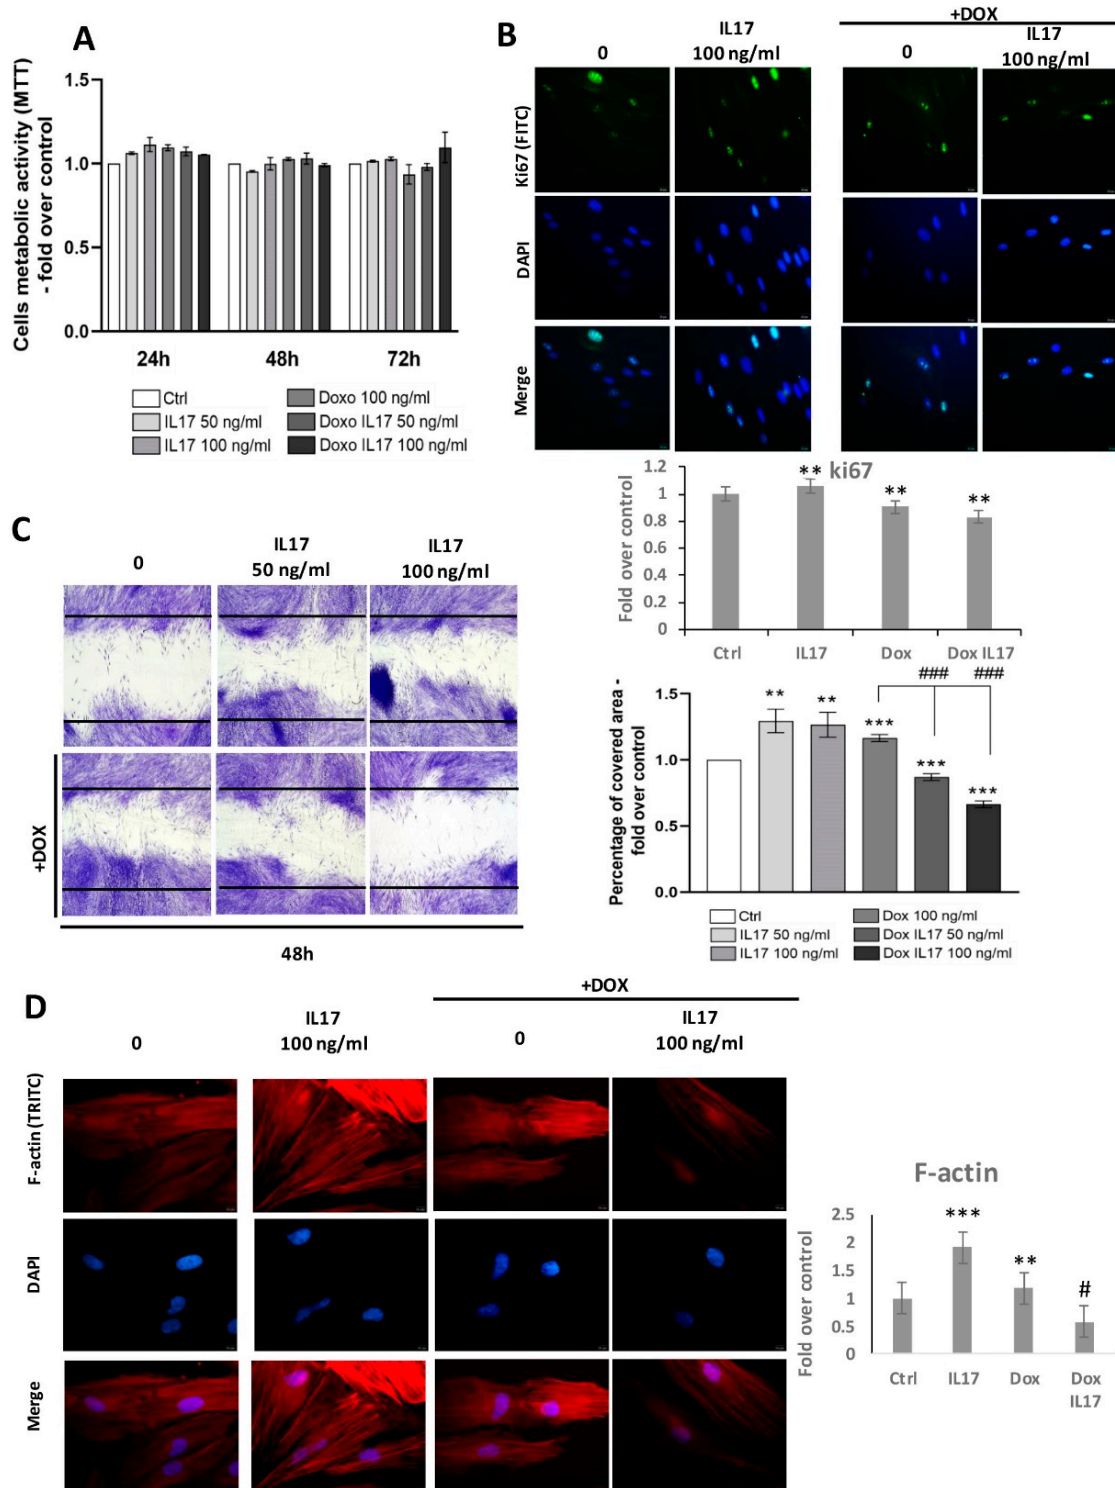 A
Cells metabolic activity (MTT)
- fold over control
1.5
1.0
0.5
0.0
24h
48h
72h
Ctrl
Doxo 100 ng/ml
IL17 50 ng/ml
Doxo IL17 50 ng/ml
IL17 100 ng/ml
Doxo IL17 100 ng/ml
B
+DOX
0
IL17
100 ng/ml
0
IL17
100 ng/ml
Ki67 (FITC)
DAPI
Merge
ki67
Fold over control
1.2
1
0.8
0.6
0.4
0.2
0
**
**
**
Ctrl
IL17
Dox
Dox IL17
C
0
IL17
50 ng/ml
IL17
100 ng/ml
+DOX
48h
Percentage of covered area -
fold over control
1.5
1.0
0.5
0.0
**
**
***
***
***
###
###
Ctrl
Dox 100 ng/ml
IL17 50 ng/ml
Dox IL17 50 ng/ml
IL17 100 ng/ml
Dox IL17 100 ng/ml
D
+DOX
0
IL17
100 ng/ml
0
IL17
100 ng/ml
F-actin (TRITC)
DAPI
Merge
F-actin
Fold over control
2.5
2
1.5
1
0.5
0
***
**
#
Ctrl
IL17
Dox
Dox
IL17